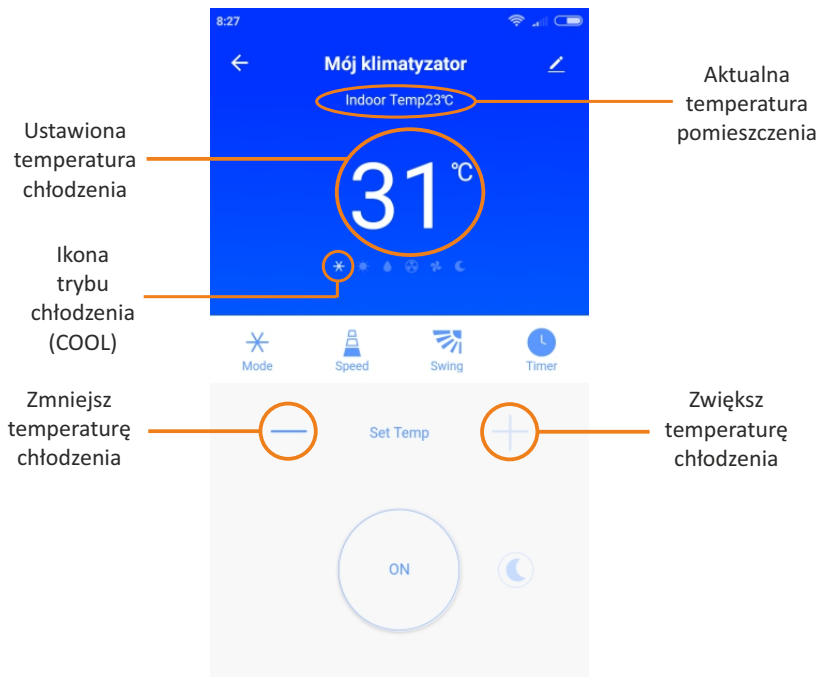 8:27
Mój klimatyzator
Indoor Temp23℃
Aktualna
temperatura
pomieszczenia
Ustawiona
temperatura
chłodzenia
31℃
Ikona
trybu
chłodzenia
(COOL)
Mode
Speed
Swing
Timer
Zmniejsz
temperaturę
chłodzenia
Set Temp
Zwiększ
temperaturę
chłodzenia
ON